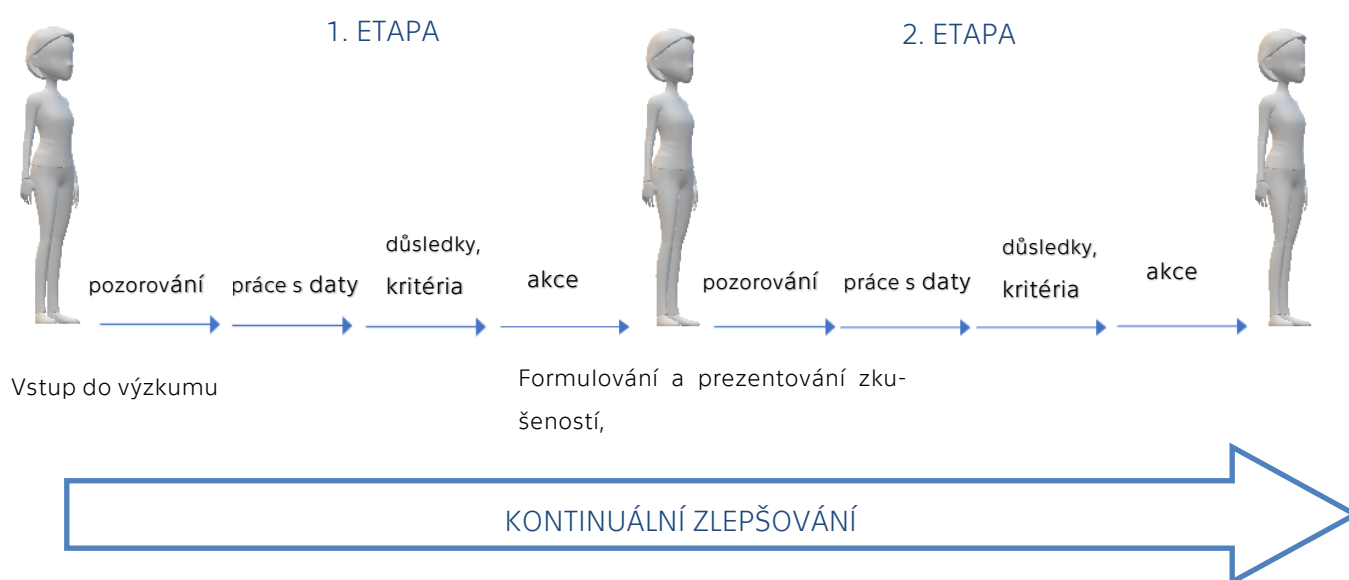 1. ETAPA
2. ETAPA
pozorování
práce s daty
důsledky,
kritéria
akce
pozorování
práce s daty
důsledky,
kritéria
akce
Vstup do výzkumu
Formulování a prezentování zku-
šeností,
KONTINUÁLNÍ ZLEPŠOVÁNÍ